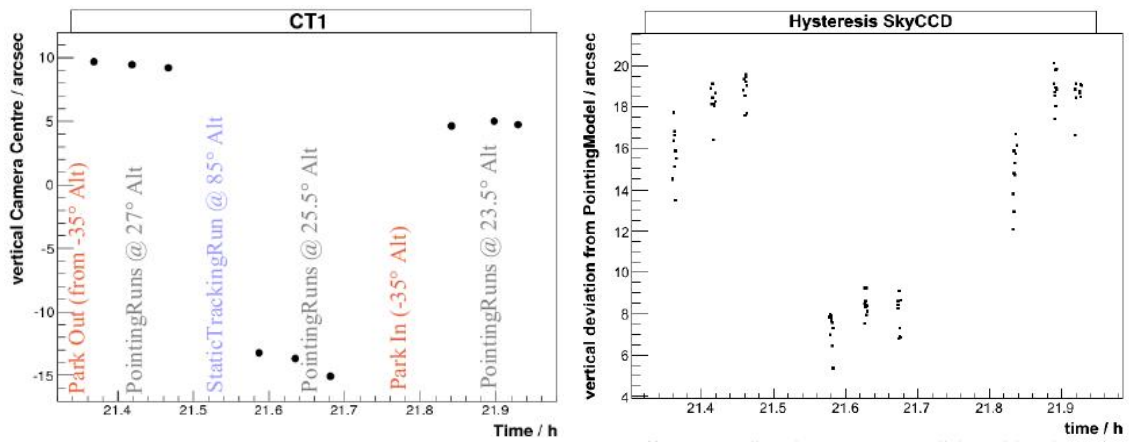 CT1
vertical Camera Centre / arcsec
10
5
0
-5
-10
-15
Park Out (from -35° Alt)
PointingRuns @ 27° Alt
StaticTrackingRun @ 85° Alt
PointingRuns @ 25.5° Alt
Park In (-35° Alt)
PointingRuns @ 23.5° Alt
21.4 21.5 21.6 21.7 21.8 21.9
Time / h
Hysteresis SkyCCD
vertical deviation from PointingModel / arcsec
20
18
16
14
12
10
8
6
4
21.4 21.5 21.6 21.7 21.8 21.9
time / h